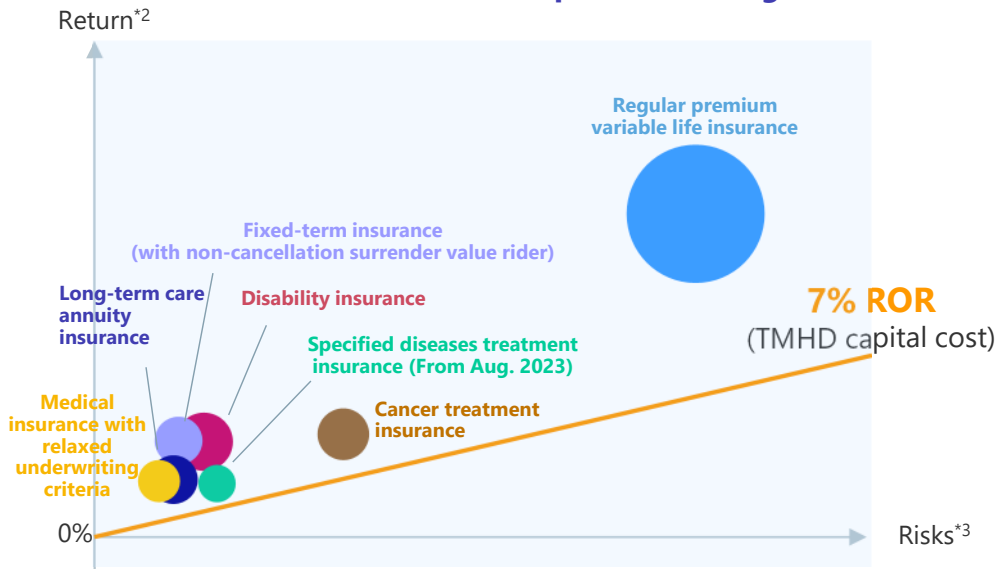 Return*2
Regular premium
variable life insurance
Fixed-term insurance
(with non-cancellation surrender value rider)
Long-term care
annuity
insurance
Disability insurance
7% ROR
(TMHD capital cost)
Specified diseases treatment
insurance (From Aug. 2023)
Medical
insurance with
relaxed
underwriting
criteria
Cancer treatment
insurance
0%
Risks*3